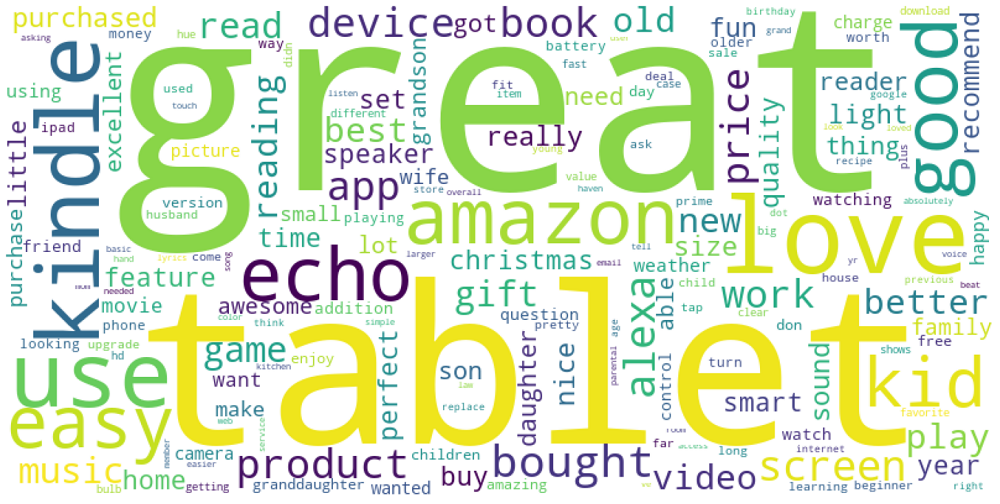 great
tablet
kindle
love
amazon
echo
good
use
easy
kid
purchased
money
hue
read
way
didn
asking
device
got
book
old
fun
older
birthday
sale
charge
worth
download
grand
recommend
using
excellent
used
touch
ipad
little
purchase
picture
reading
listen
set
different
best
grandson
battery
fast
fit
item
need
deal
case
day
really
speaker
app
wife
store
overall
young
ask
value
haven
price
quality
reader
google
light
look
loved
thing
plus
recipe
watching
absolutely
prime
dot
big
new
size
happy
version
husband
small
playing
time
lot
friend
basic
hand
come
lyrics
song
feature
needed
movie
phone
looking
upgrade
hd
color
awesome
addition
think
simple
christmas
larger
email
gift
question
pretty
tell
weather
able
child
alexa
control
tap
clear
don
work
house
yr
voice
previous
beat
better
family
free
shows
favorite
game
enjoy
kitchen
want
perfect
son
law
replace
daughter
nice
age
parental
turn
smart
sound
make
web
service
camera
music
bulb
home
member
easier
getting
product
granddaughter
children
wanted
buy
amazing
bought
video
far
access
room
long
watch
internet
screen
learning
beginner
play
year
right